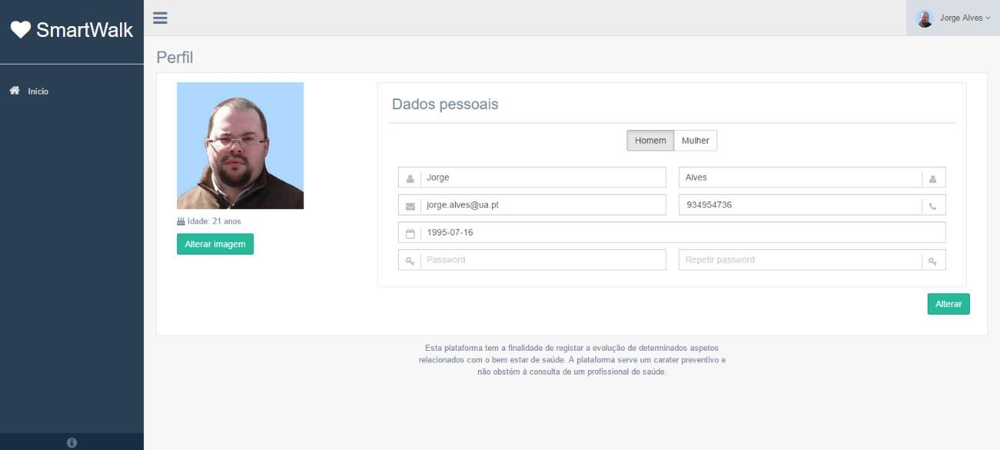 SmartWalk
Jorge Alves
Início
Perfil
Idade: 21 anos
Alterar imagem
Dados pessoais
Homem Mulher
Jorge Alves
jorge.alves@ua.pt 934954736
1995-07-16
Password Repetir password
Alterar
Esta plataforma tem a finalidade de registar a evolução de determinados aspetos
relacionados com o bem estar de saúde. A plataforma serve um carater preventivo e
não obstém à consulta de um profissional de saúde.